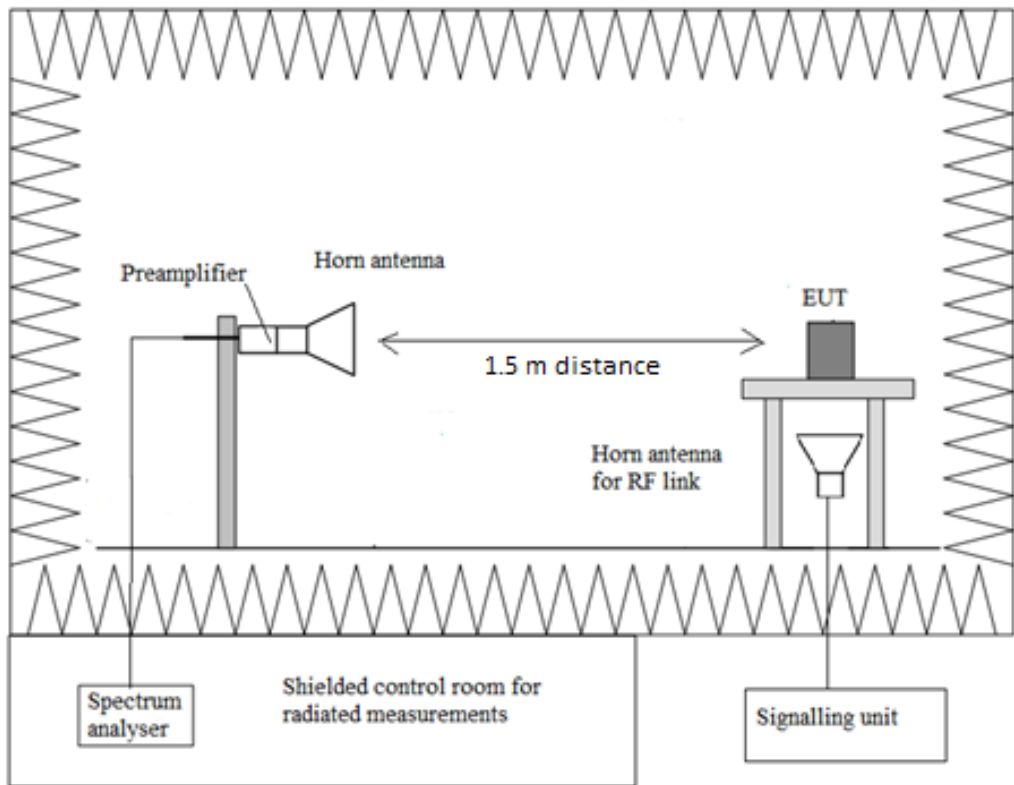 Horn antenna
Preamplifier
EUT
1.5 m distance
Horn antenna
for RF link
Shielded control room for
radiated measurements
Spectrum
analyser
Signalling unit